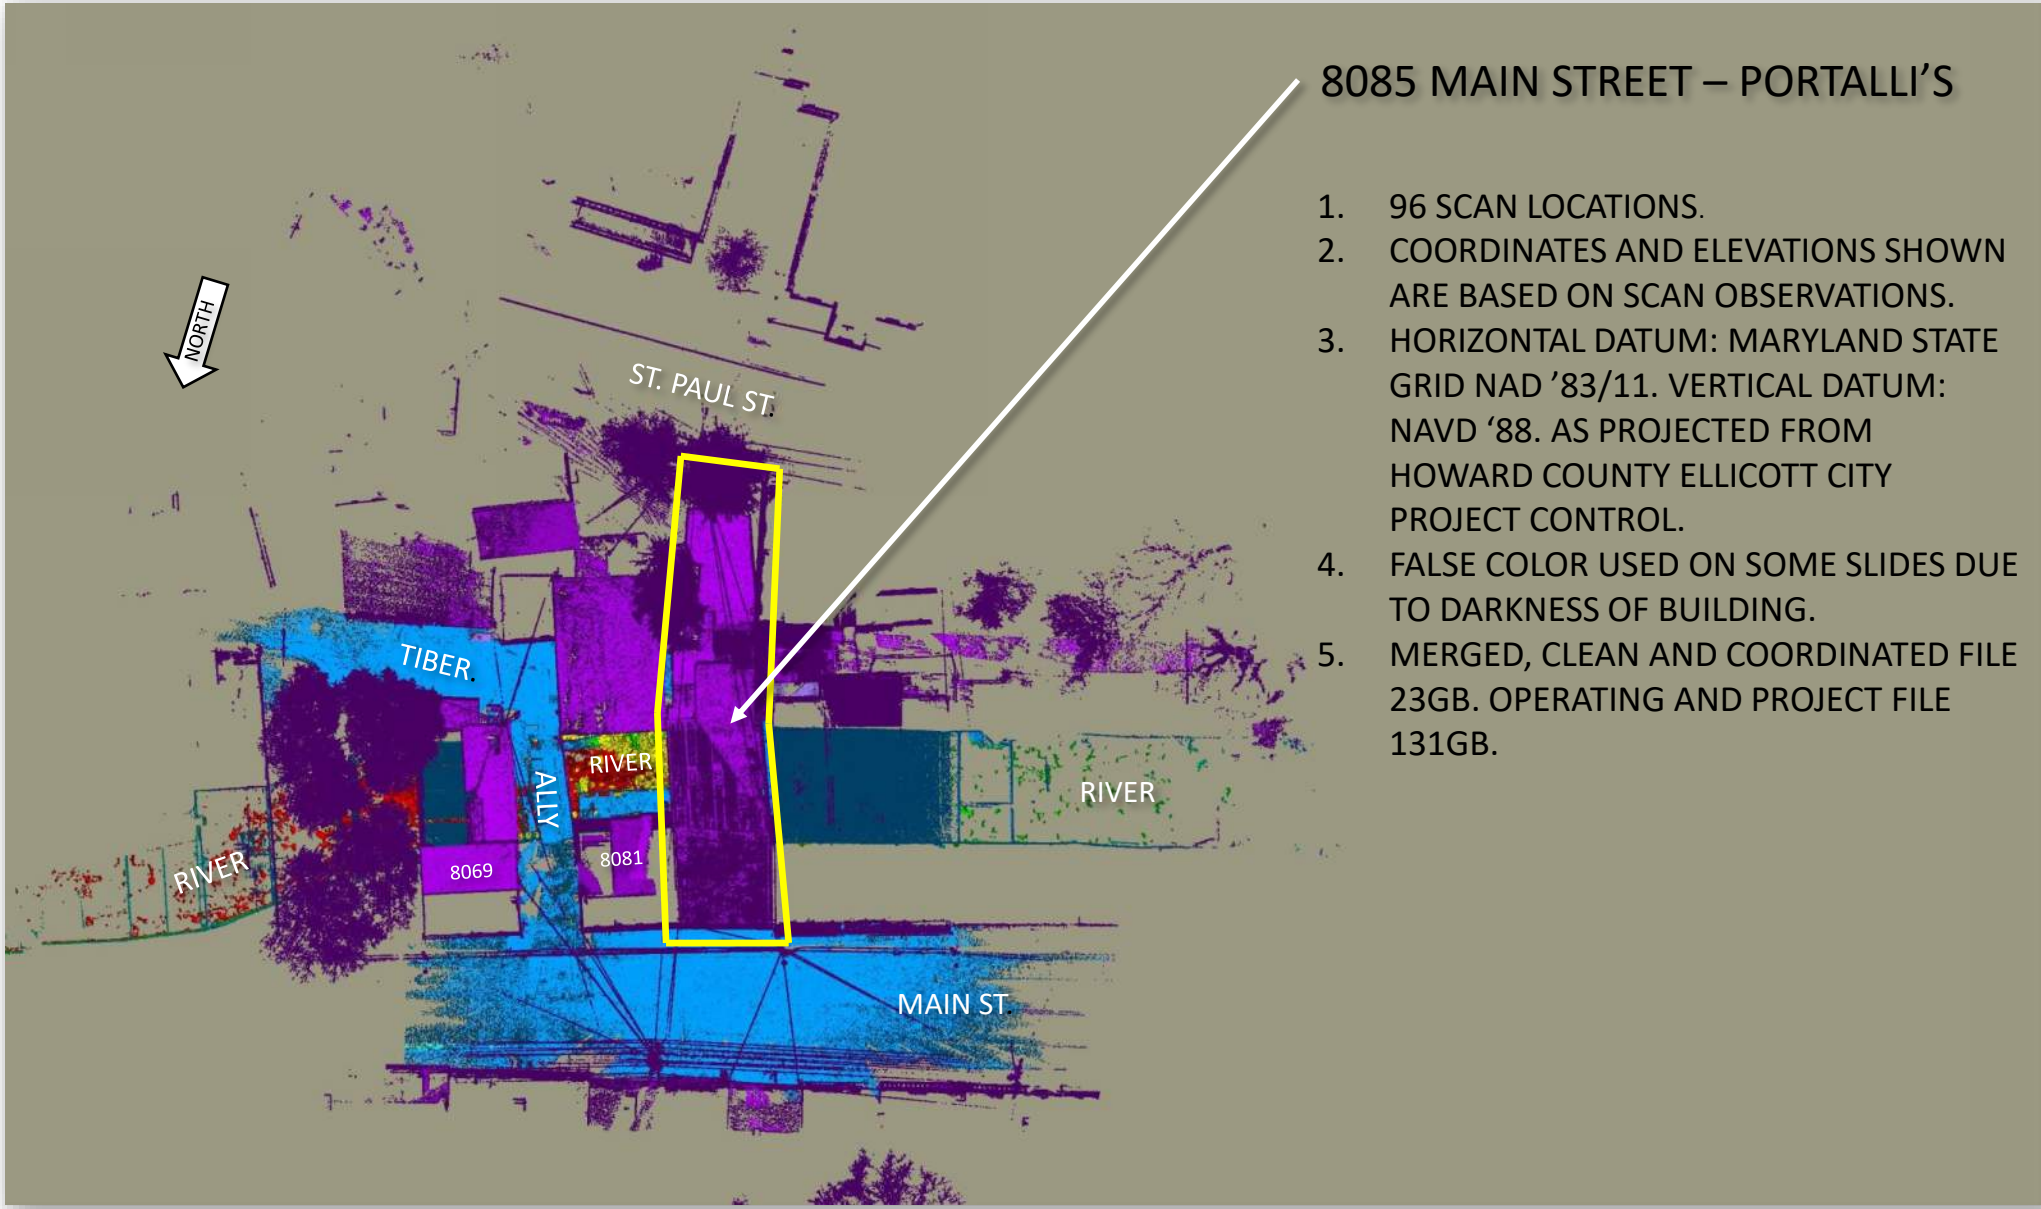 8085 MAIN STREET – PORTALLI'S
1. 96 SCAN LOCATIONS.
2. COORDINATES AND ELEVATIONS SHOWN
ARE BASED ON SCAN OBSERVATIONS.
3. HORIZONTAL DATUM: MARYLAND STATE
GRID NAD ’83/11. VERTICAL DATUM:
NAVD ‘88. AS PROJECTED FROM
HOWARD COUNTY ELLICOTT CITY
PROJECT CONTROL.
4. FALSE COLOR USED ON SOME SLIDES DUE
TO DARKNESS OF BUILDING.
5. MERGED, CLEAN AND COORDINATED FILE
23GB. OPERATING AND PROJECT FILE
131GB.
NORTH
ST. PAUL ST.
TIBER.
RIVER
ALLY
RIVER
RIVER
8069
8081
MAIN ST.